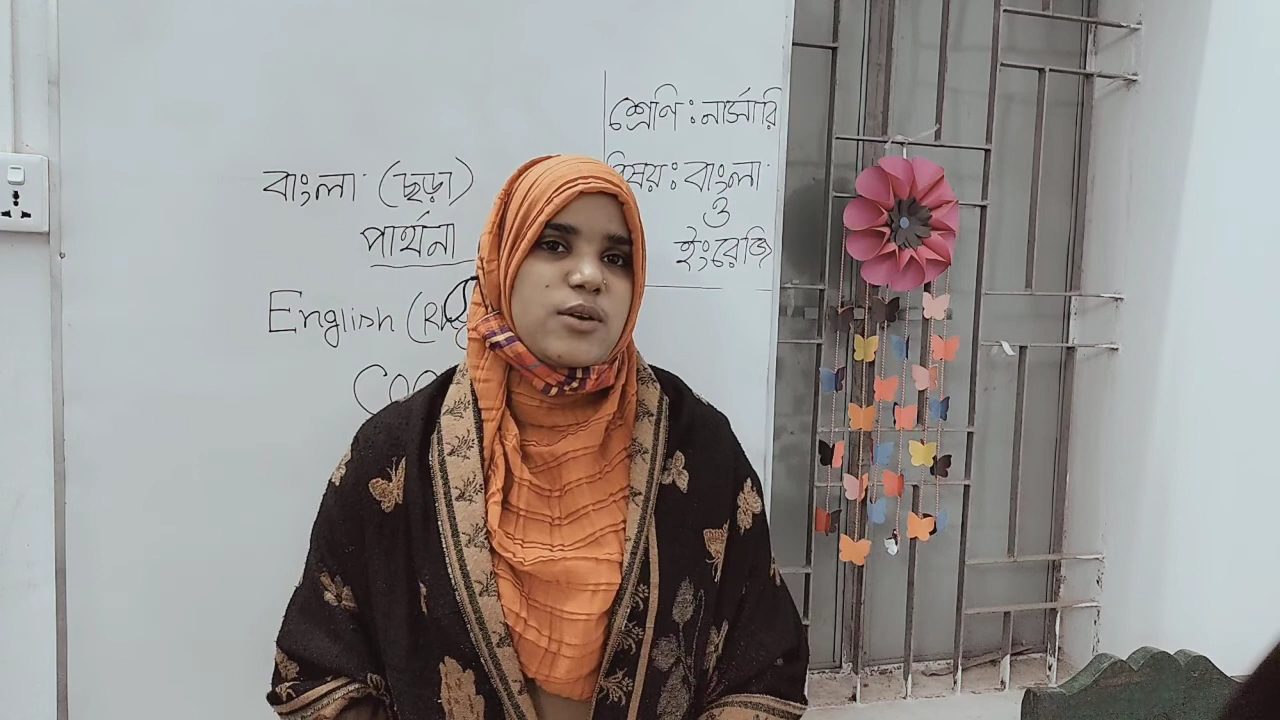 শ্রেণি : নার্সারি
বিষয় : বাংলা
ও
ইংরেজি
বাংলা (ছড়া)
পার্থনা
English